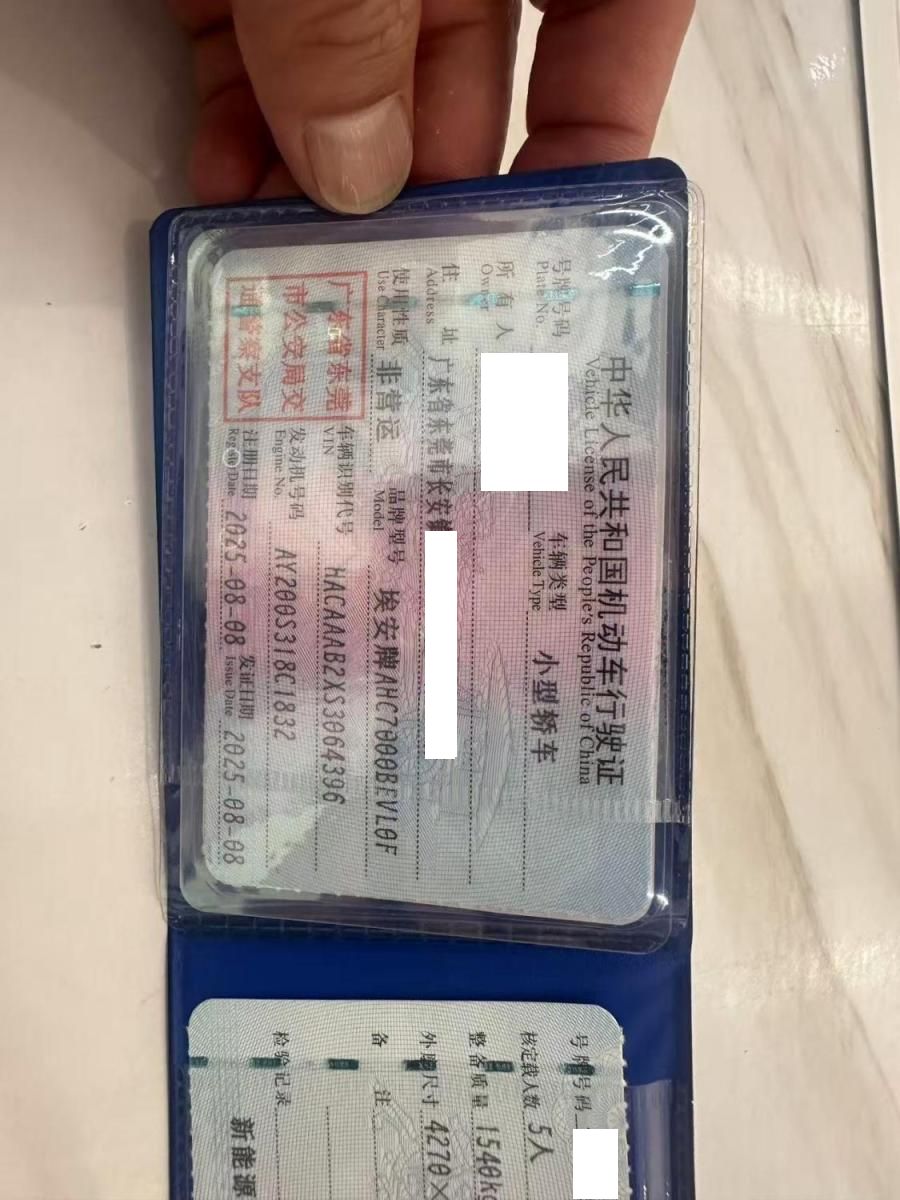 中华人民共和国机动车行驶证
Vehicle License of the People's Republic of China
号牌号码
Plate No.
车辆类型 小型轿车
Vehicle Type
所有人
Owner
住址 广东省东莞市长安镇
Address
使用性质 非营运 品牌型号 埃安牌AHC7000BEVL0F
Use Character Model
广东省东莞
市公安局交
通警察支队
车辆识别代号 HACAAAB2XS3064396
VIN
发动机号码 AY200S318C1832
Engine No.
注册日期 2025-08-08 发证日期 2025-08-08
Register Date Issue Date
号牌号码
核定载人数 5人
整备质量 1540kg
外廓尺寸 4270×
备注
检验记录
新能源